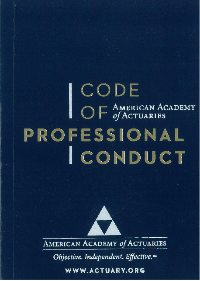 CODE
OF AMERICAN ACADEMY
of ACTUARIES
PROFESSIONAL
CONDUCT
AMERICAN ACADEMY of ACTUARIES
Objective. Independent. Effective.™
WWW.ACTUARY.ORG